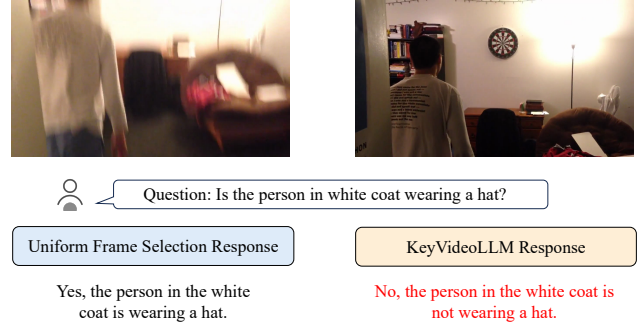 Question: Is the person in white coat wearing a hat?
Uniform Frame Selection Response
KeyVideoLLM Response
Yes, the person in the white
coat is wearing a hat.
No, the person in the white coat is
not wearing a hat.